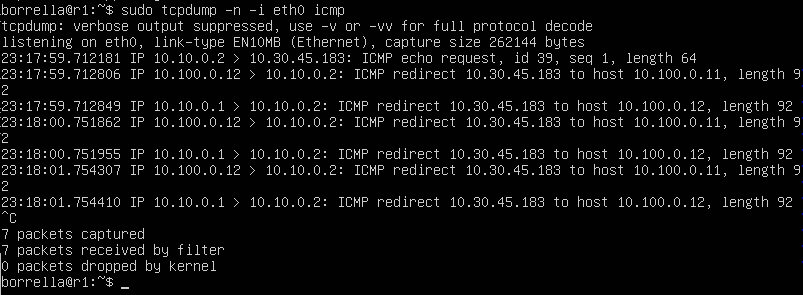 borrella@r1:~$ sudo tcpdump -n -i eth0 icmp
tcpdump: verbose output suppressed, use -v or -vv for full protocol decode
listening on eth0, link-type EN10MB (Ethernet), capture size 262144 bytes
23:17:59.712181 IP 10.10.0.2 > 10.30.45.183: ICMP echo request, id 39, seq 1, length 64
23:17:59.712806 IP 10.100.0.12 > 10.10.0.2: ICMP redirect 10.30.45.183 to host 10.100.0.11, length 9
2
23:17:59.712849 IP 10.10.0.1 > 10.10.0.2: ICMP redirect 10.30.45.183 to host 10.100.0.12, length 92
23:18:00.751862 IP 10.100.0.12 > 10.10.0.2: ICMP redirect 10.30.45.183 to host 10.100.0.11, length 9
2
23:18:00.751955 IP 10.10.0.1 > 10.10.0.2: ICMP redirect 10.30.45.183 to host 10.100.0.12, length 92
23:18:01.754307 IP 10.100.0.12 > 10.10.0.2: ICMP redirect 10.30.45.183 to host 10.100.0.11, length 9
2
23:18:01.754410 IP 10.10.0.1 > 10.10.0.2: ICMP redirect 10.30.45.183 to host 10.100.0.12, length 92
^C
7 packets captured
7 packets received by filter
0 packets dropped by kernel
borrella@r1:~$ _